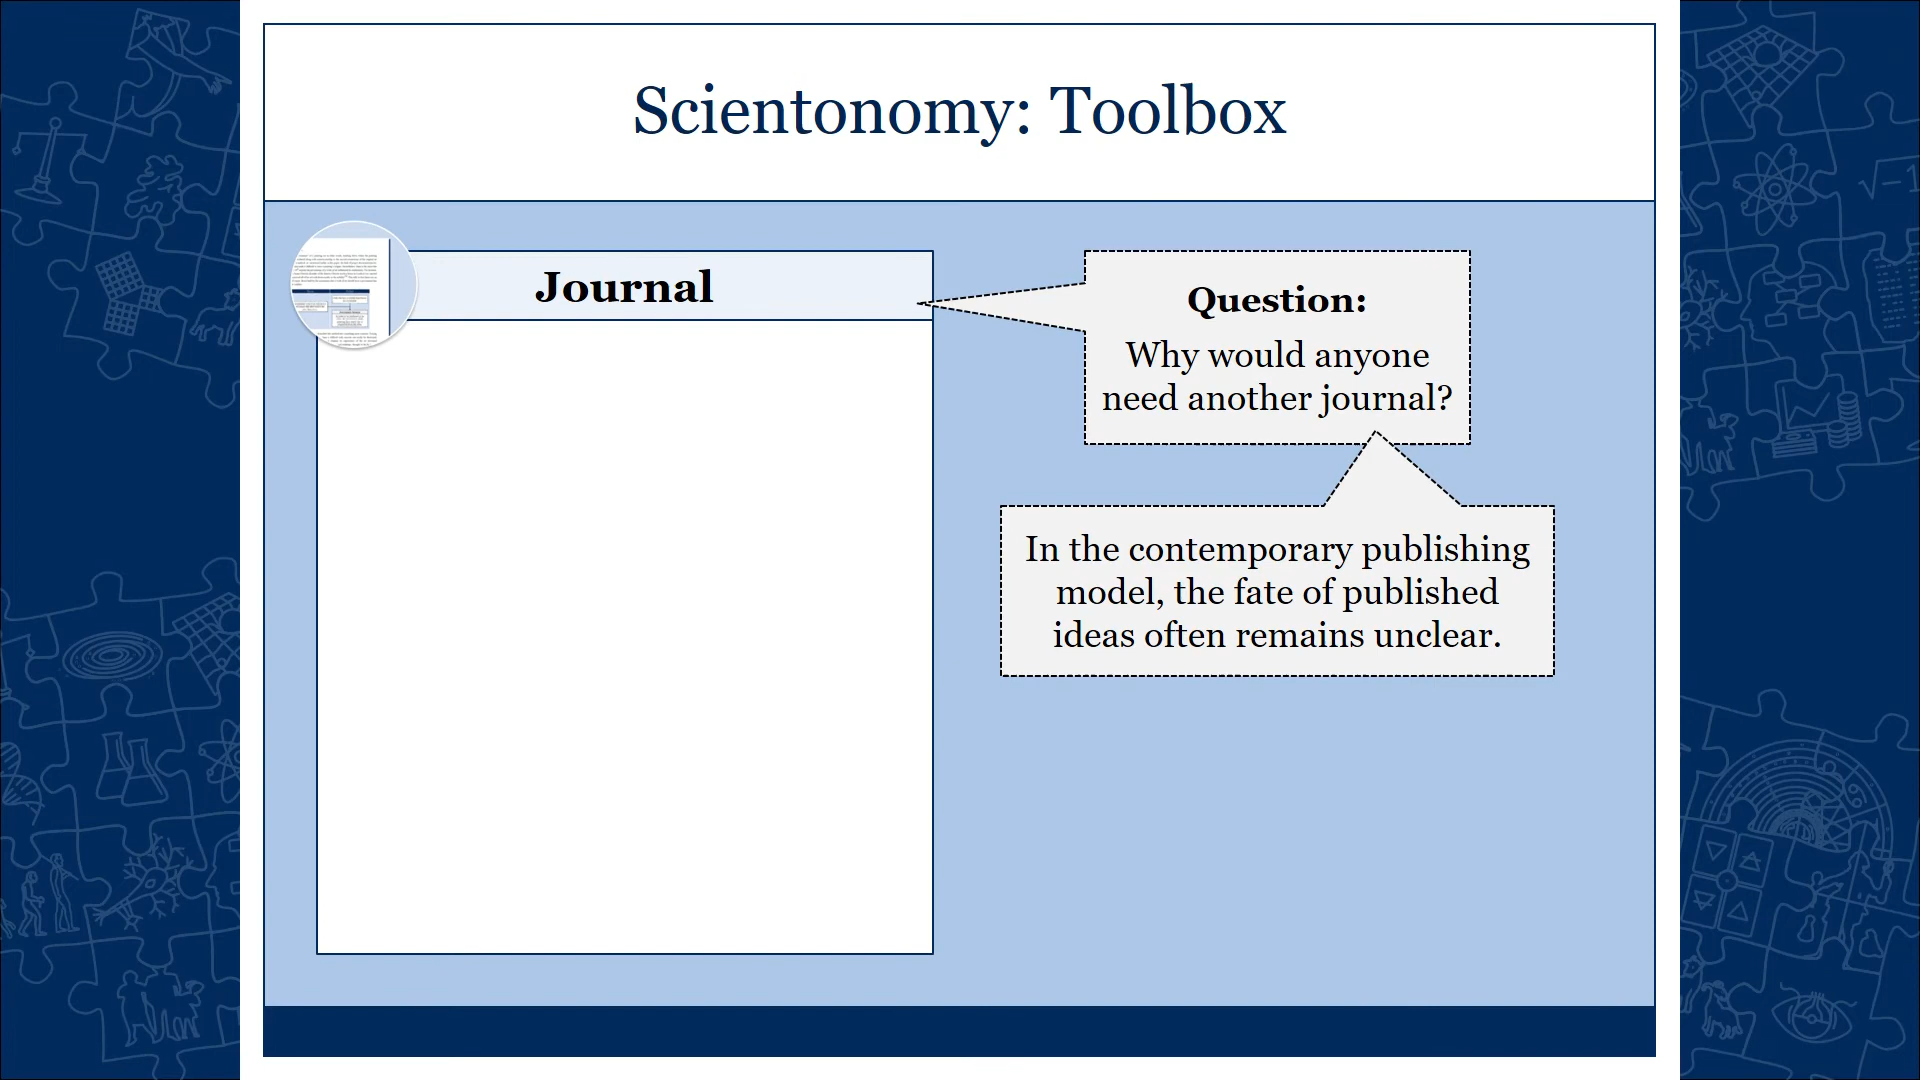 Scientonomy: Toolbox
Journal
Question:
Why would anyone
need another journal?
In the contemporary publishing
model, the fate of published
ideas often remains unclear.
√-1